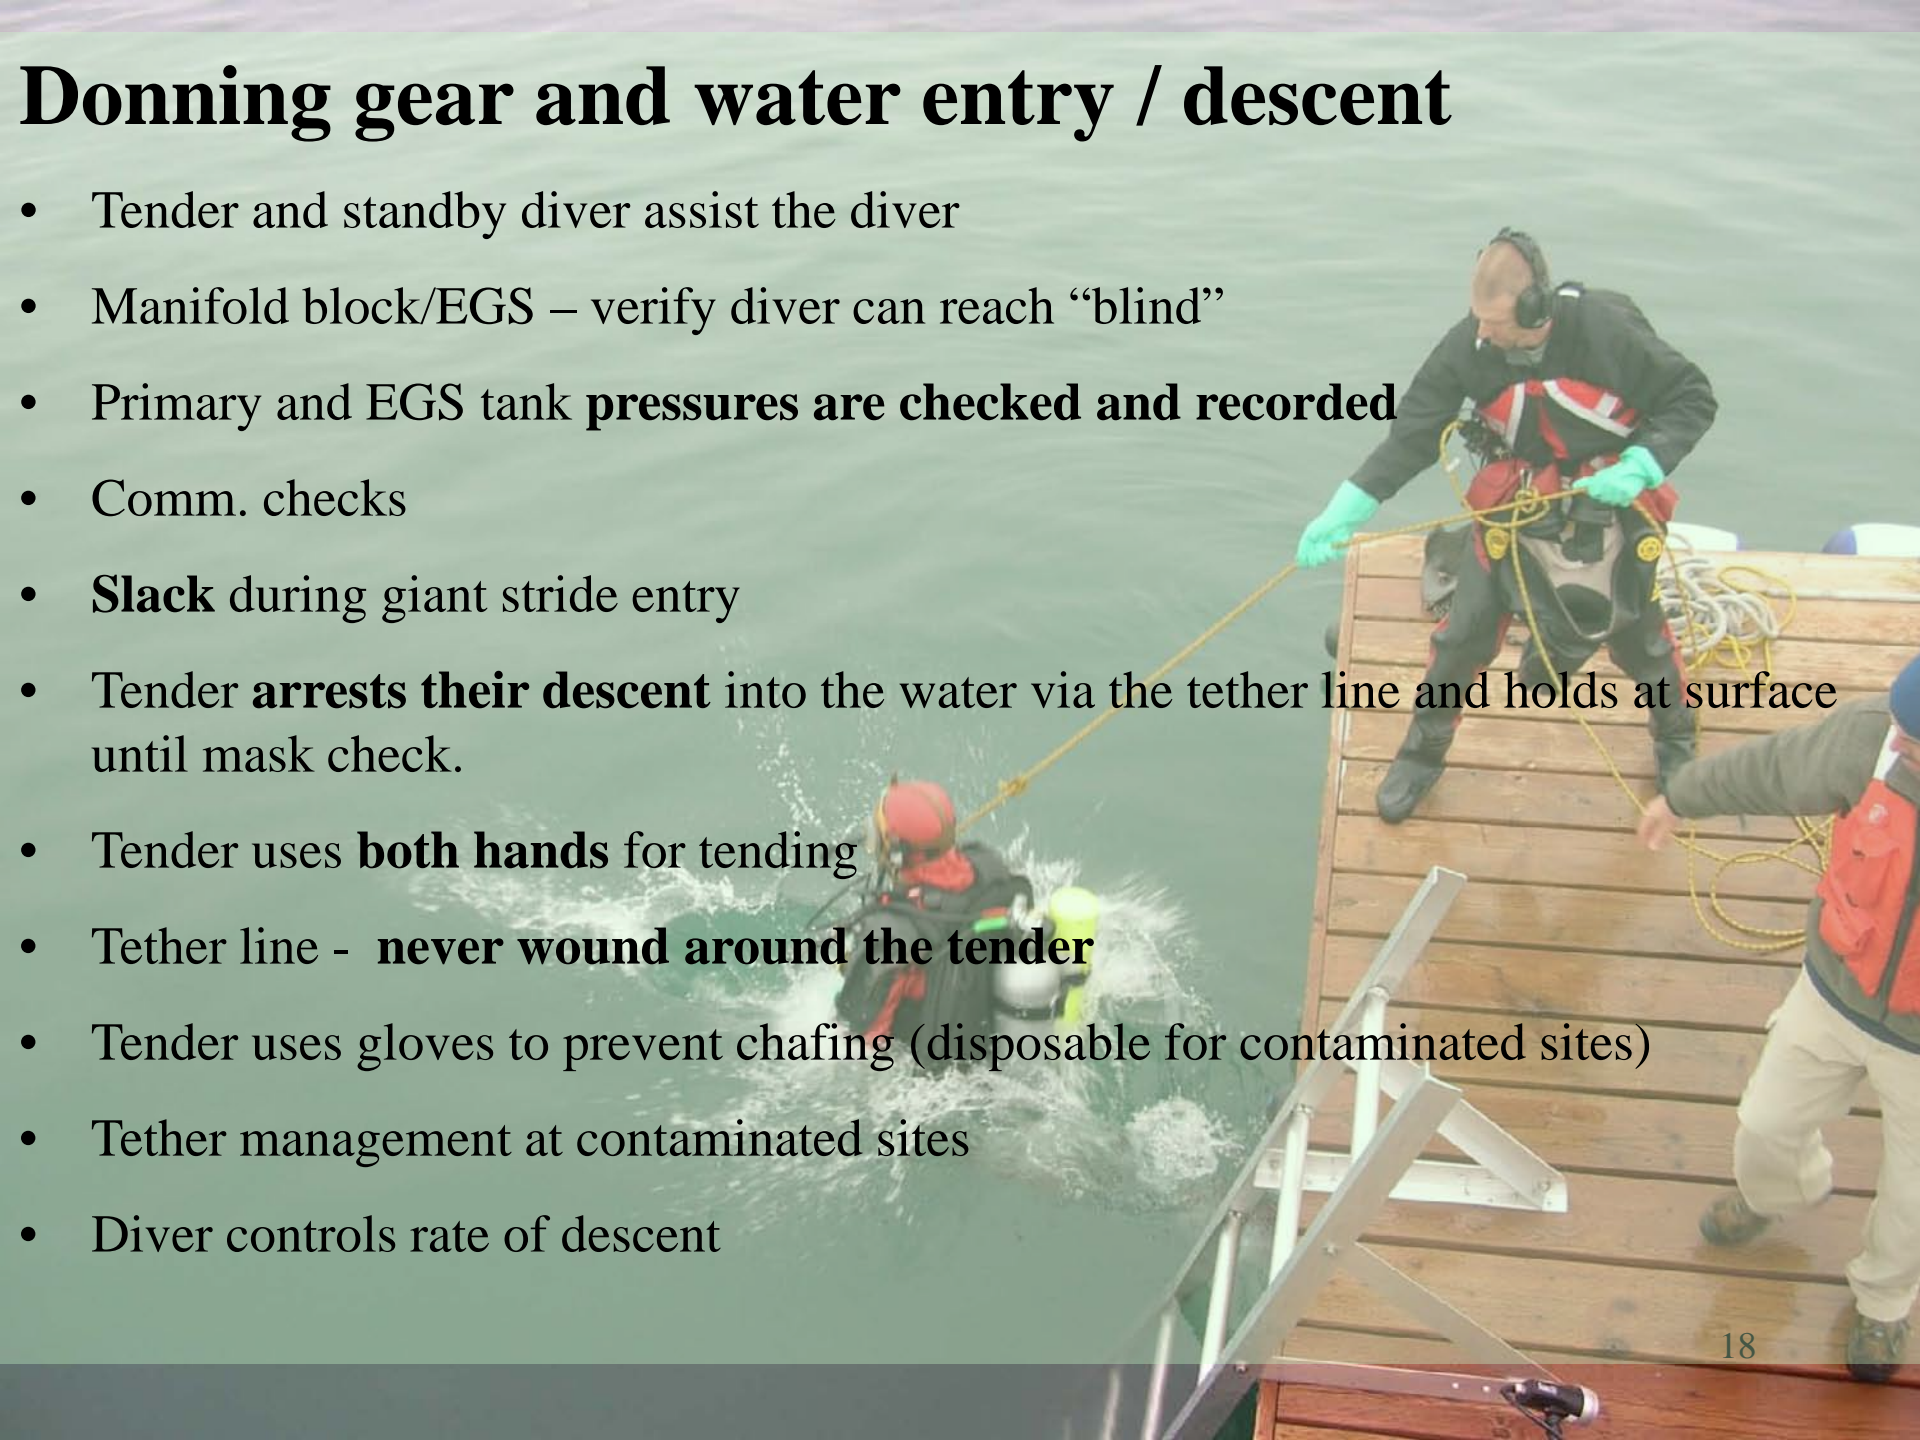 Donning gear and water entry / descent
• Tender and standby diver assist the diver
• Manifold block/EGS – verify diver can reach “blind”
• Primary and EGS tank pressures are checked and recorded
• Comm. checks
• Slack during giant stride entry
• Tender arrests their descent into the water via the tether line and holds at surface
until mask check.
• Tender uses both hands for tending
• Tether line -  never wound around the tender
• Tender uses gloves to prevent chafing (disposable for contaminated sites)
• Tether management at contaminated sites
• Diver controls rate of descent
18